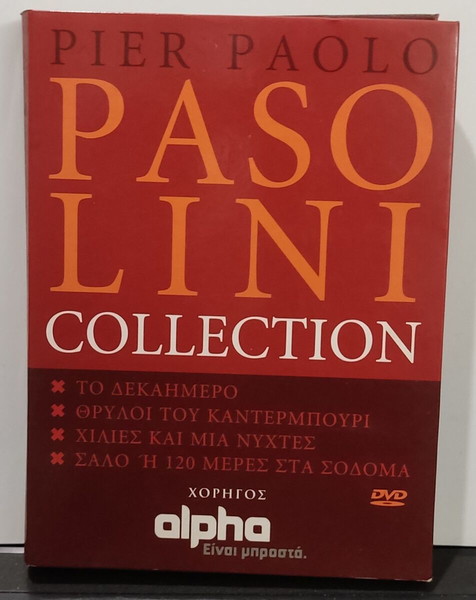 PIER PAOLO
PASO
LINI
COLLECTION
✖ ΤΟ ΔΕΚΑΗΜΕΡΟ
✖ ΘΡΥΛΟΙ ΤΟΥ ΚΑΝΤΕΡΜΠΟΥΡΙ
✖ ΧΙΛΙΕΣ ΚΑΙ ΜΙΑ ΝΥΧΤΕΣ
✖ ΣΑΛΟ Ή 120 ΜΕΡΕΣ ΣΤΑ ΣΟΔΟΜΑ
ΧΟΡΗΓΟΣ
DVD
alpha
Είναι μπροστά.